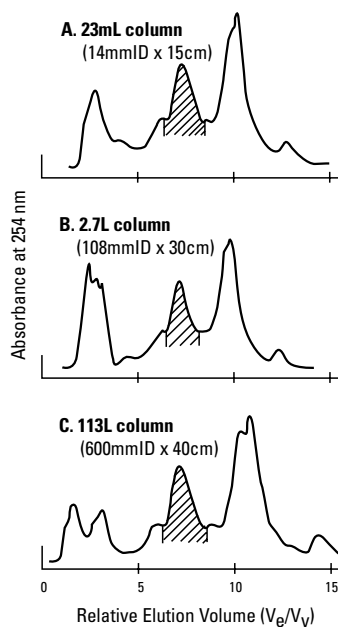 A. 23mL column
(14mmID x 15cm)
B. 2.7L column
(108mmID x 30cm)
C. 113L column
(600mmID x 40cm)
Absorbance at 254 nm
0 5 10 15
Relative Elution Volume (Ve/Vv)